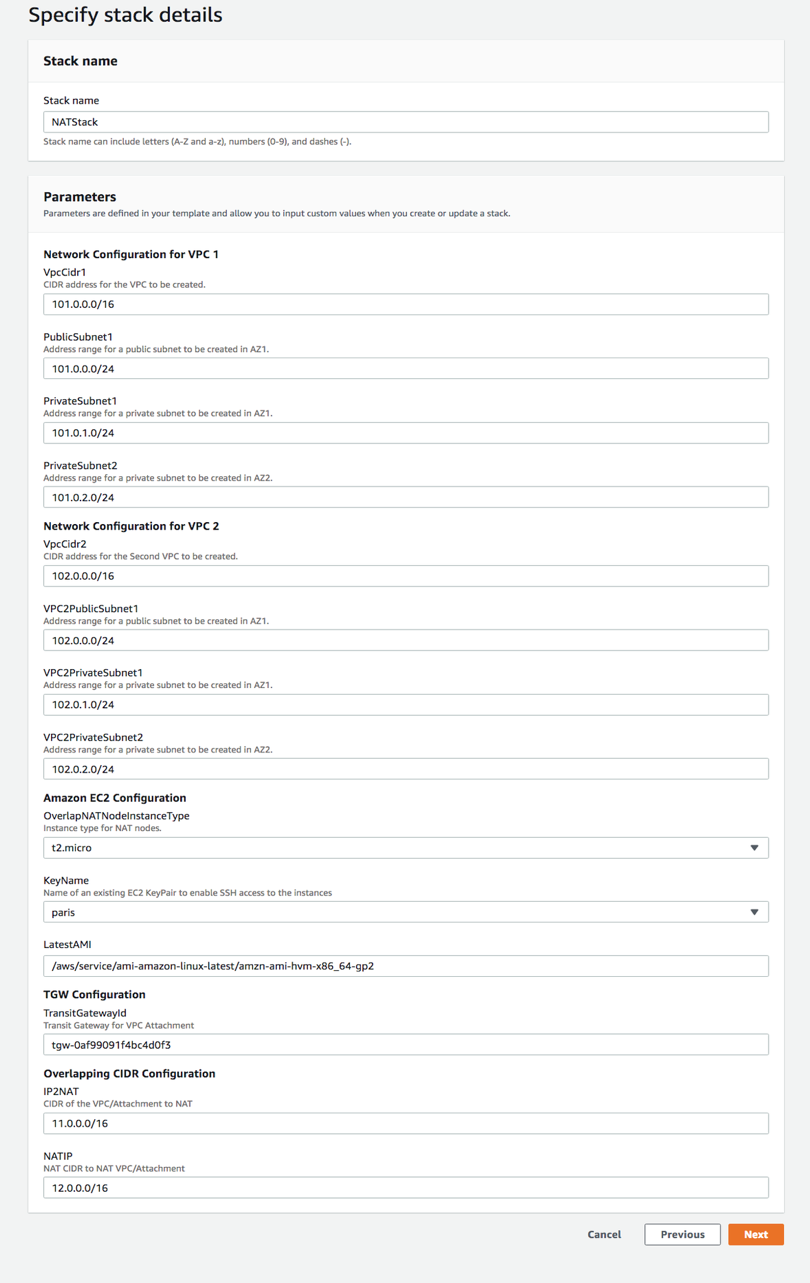 Specify stack details
Stack name
Stack name
NATStack
Stack name can include letters (A-Z and a-z), numbers (0-9), and dashes (-).
Parameters
Parameters are defined in your template and allow you to input custom values when you create or update a stack.
Network Configuration for VPC 1
VpcCidr1
CIDR address for the VPC to be created.
101.0.0.0/16
PublicSubnet1
Address range for a public subnet to be created in AZ1.
101.0.0.0/24
PrivateSubnet1
Address range for a private subnet to be created in AZ1.
101.0.1.0/24
PrivateSubnet2
Address range for a private subnet to be created in AZ2.
101.0.2.0/24
Network Configuration for VPC 2
VpcCidr2
CIDR address for the Second VPC to be created.
102.0.0.0/16
VPC2PublicSubnet1
Address range for a public subnet to be created in AZ1.
102.0.0.0/24
VPC2PrivateSubnet1
Address range for a private subnet to be created in AZ1.
102.0.1.0/24
VPC2PrivateSubnet2
Address range for a private subnet to be created in AZ2.
102.0.2.0/24
Amazon EC2 Configuration
OverlapNATNodeInstanceType
Instance type for NAT nodes.
t2.micro
KeyName
Name of an existing EC2 KeyPair to enable SSH access to the instances
paris
LatestAMI
/aws/service/ami-amazon-linux-latest/amzn-ami-hvm-x86_64-gp2
TGW Configuration
TransitGatewayId
Transit Gateway for VPC Attachment
tgw-0af99091f4bc4d0f3
Overlapping CIDR Configuration
IP2NAT
CIDR of the VPC/Attachment to NAT
11.0.0.0/16
NATIP
NAT CIDR to NAT VPC/Attachment
12.0.0.0/16
Cancel Previous Next